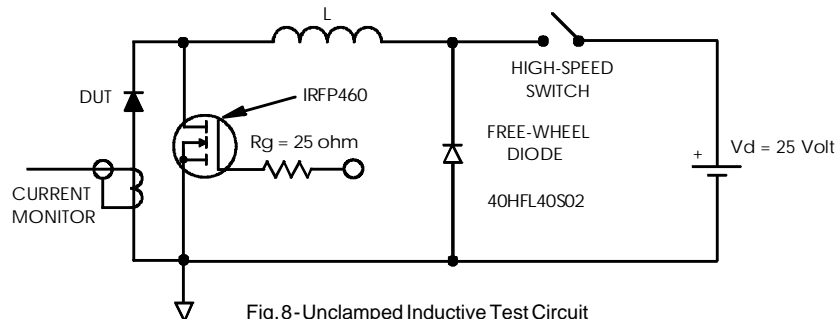 L
HIGH-SPEED
SWITCH
DUT
IRFP460
Rg = 25 ohm
FREE-WHEEL
DIODE
40HFL40S02
+
Vd = 25 Volt
CURRENT
MONITOR
Fig. 8 - Unclamped Inductive Test Circuit